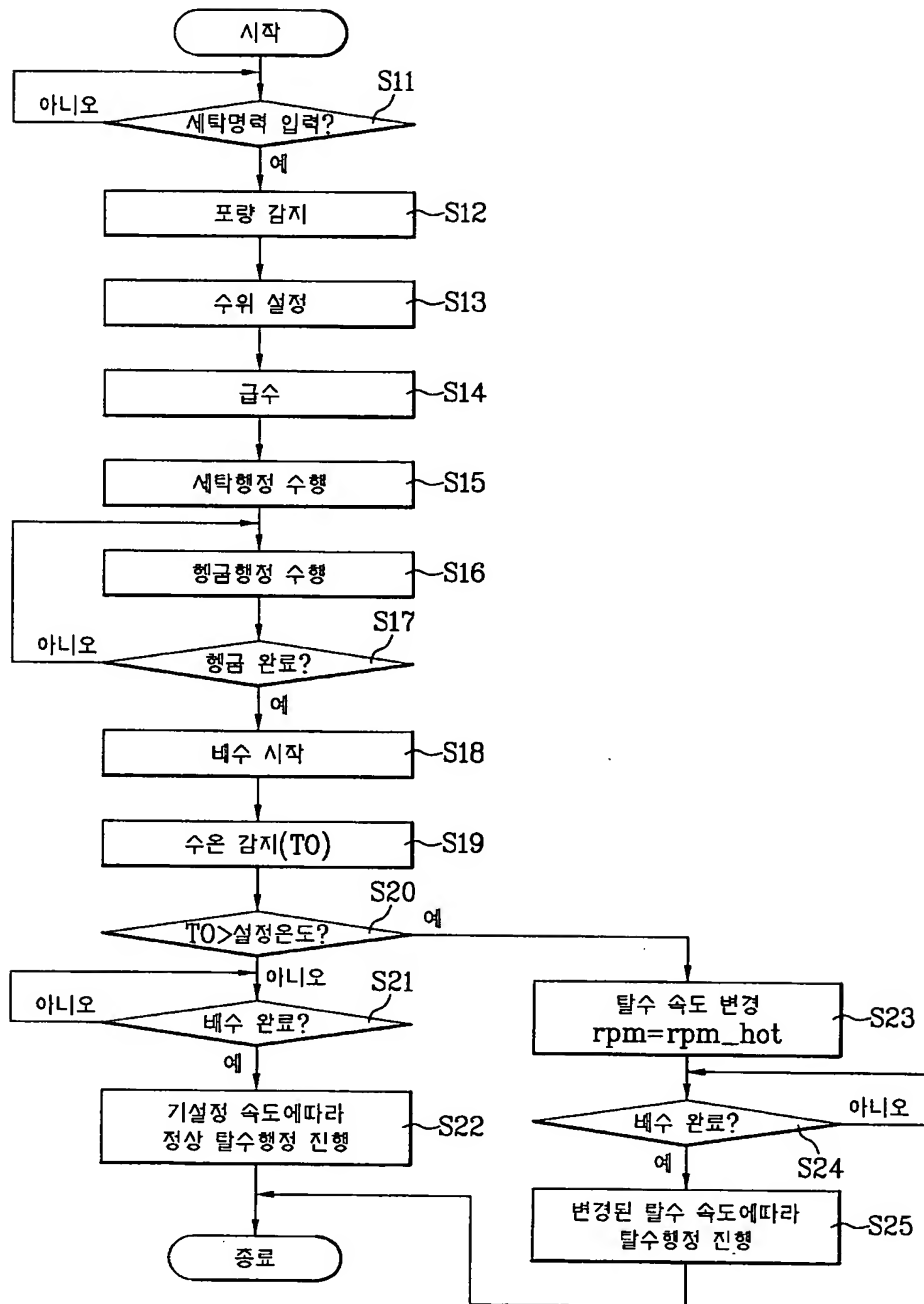 시작
S11
아니오
세탁명력 입력?
예
포량 감지
S12
수위 설정
S13
급수
S14
세탁행정 수행
S15
헹굼행정 수행
S16
S17
아니오
헹굼 완료?
예
배수 시작
S18
수온 감지(T0)
S19
S20
예
T0>설정온도?
아니오
S21
아니오
배수 완료?
예
탈수 속도 변경
rpm=rpm_hot
S23
기설정 속도에따라
정상 탈수행정 진행
S22
배수 완료?
아니오
S24
예
변경된 탈수 속도에따라
탈수행정 진행
S25
종료